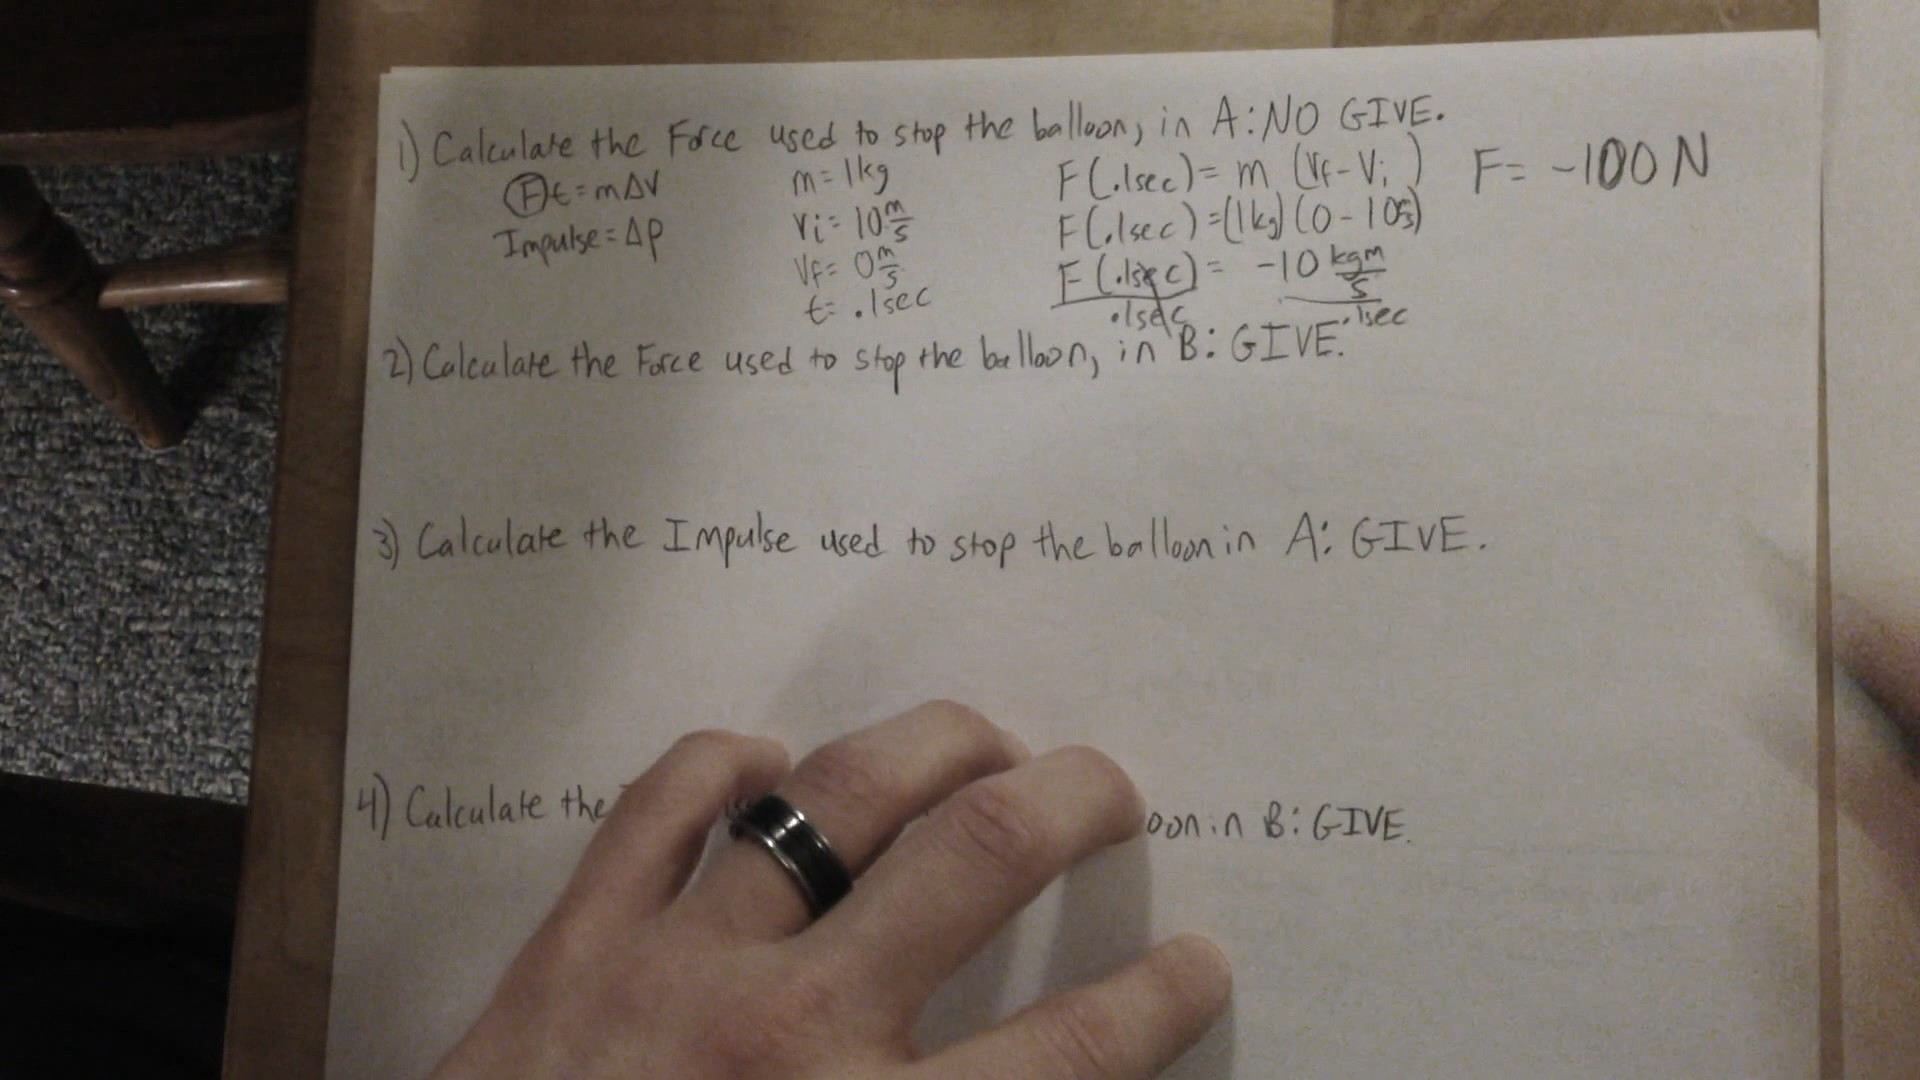 1) Calculate the Force used to stop the balloon, in A: NO GIVE.
Ft = mΔV
Impulse = Δp
m = 1kg
Vi = 10 m/s
Vf = 0 m/s
t = .1sec
F(.1sec) = m (Vf - Vi)
F(.1sec) = (1kg)(0 - 10 m/s)
F(.1sec) = -10 kgm/s
.1sec .1sec
F = -100 N
2) Calculate the Force used to stop the balloon, in B: GIVE.
3) Calculate the Impulse used to stop the balloon in A: GIVE.
4) Calculate the oon in B: GIVE.